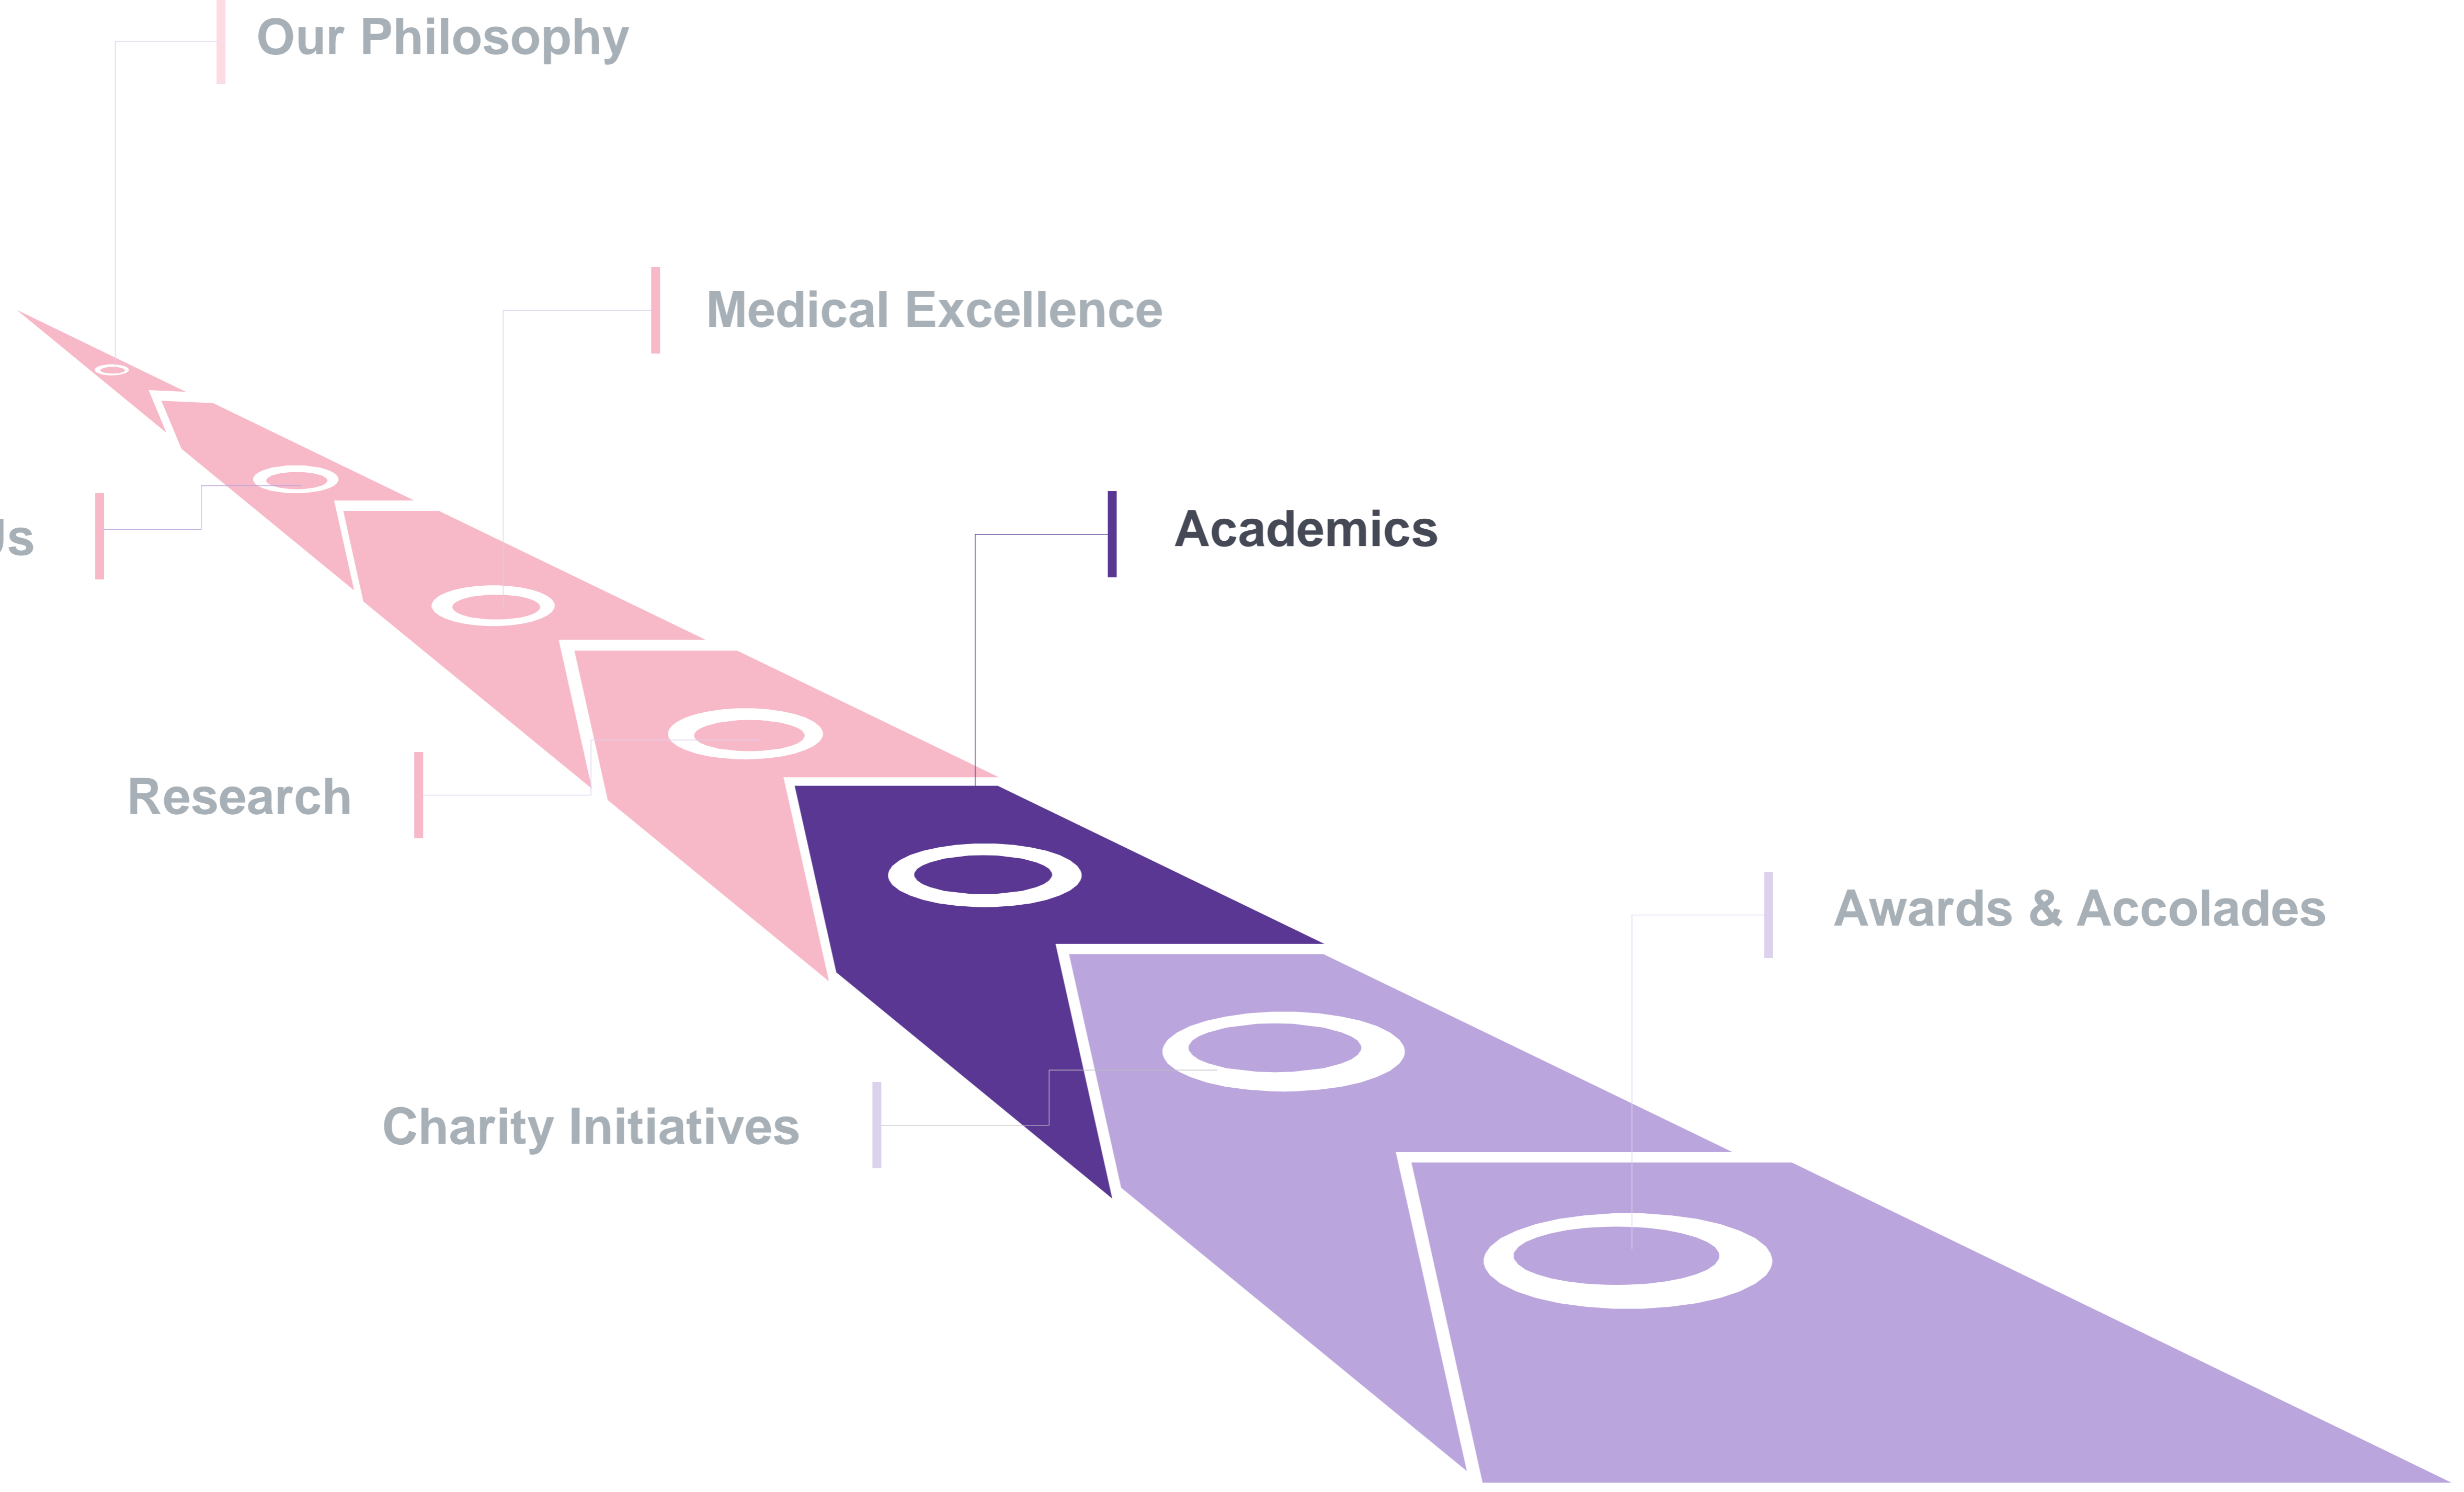 Our Philosophy
Medical Excellence
Academics
Research
Awards & Accolades
Charity Initiatives